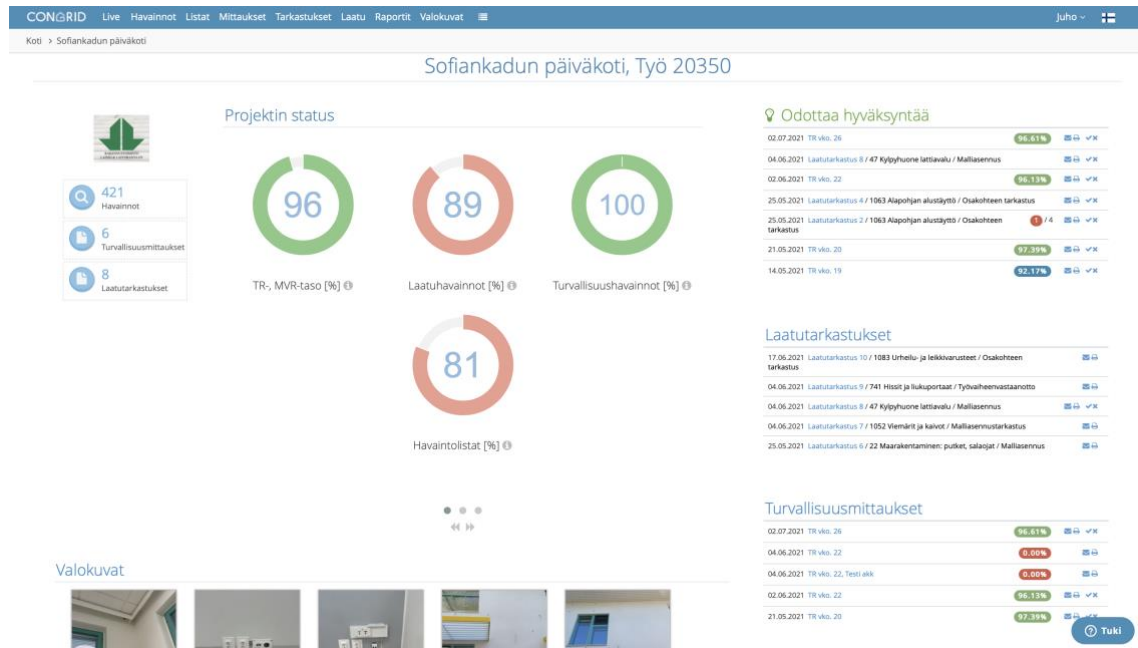 CONGRID Live Havainnot Listat Mittaukset Tarkastukset Laatu Raportit Valokuvat
Juho
Koti > Sofiankadun päiväkoti
Sofiankadun päiväkoti, Työ 20350
421
Havainnot
6
Turvallisuusmittaukset
8
Laatutarkastukset
Projektin status
96
TR-, MVR-taso [%]
89
Laatuhavainnot [%]
100
Turvallisuushavainnot [%]
81
Havaintolistat [%]
Valokuvat
Odottaa hyväksyntää
02.07.2021 TR vko. 26 96.61%
04.06.2021 Laatutarkastus 8 / 47 Kylpyhuone lattiavalu / Malliasennus
02.06.2021 TR vko. 22 96.13%
25.05.2021 Laatutarkastus 4 / 1063 Alapohjan alustäyttö / Osakohteen tarkastus
25.05.2021 Laatutarkastus 2 / 1063 Alapohjan alustäyttö / Osakohteen 1 / 4
tarkastus
21.05.2021 TR vko. 20 97.39%
14.05.2021 TR vko. 19 92.17%
Laatutarkastukset
17.06.2021 Laatutarkastus 10 / 1083 Urheilu- ja leikkivarusteet / Osakohteen
tarkastus
04.06.2021 Laatutarkastus 9 / 741 Hissit ja liukuportaat / Työvaiheenvastaanotto
04.06.2021 Laatutarkastus 8 / 47 Kylpyhuone lattiavalu / Malliasennus
04.06.2021 Laatutarkastus 7 / 1052 Viemärit ja kaivot / Malliasennustarkastus
25.05.2021 Laatutarkastus 6 / 22 Maarakentaminen: putket, salaojat / Malliasennus
Turvallisuusmittaukset
02.07.2021 TR vko. 26 96.61%
04.06.2021 TR vko. 22 0.00%
04.06.2021 TR vko. 22, Testi akk 0.00%
02.06.2021 TR vko. 22 96.13%
21.05.2021 TR vko. 20 97.39%
Tuki